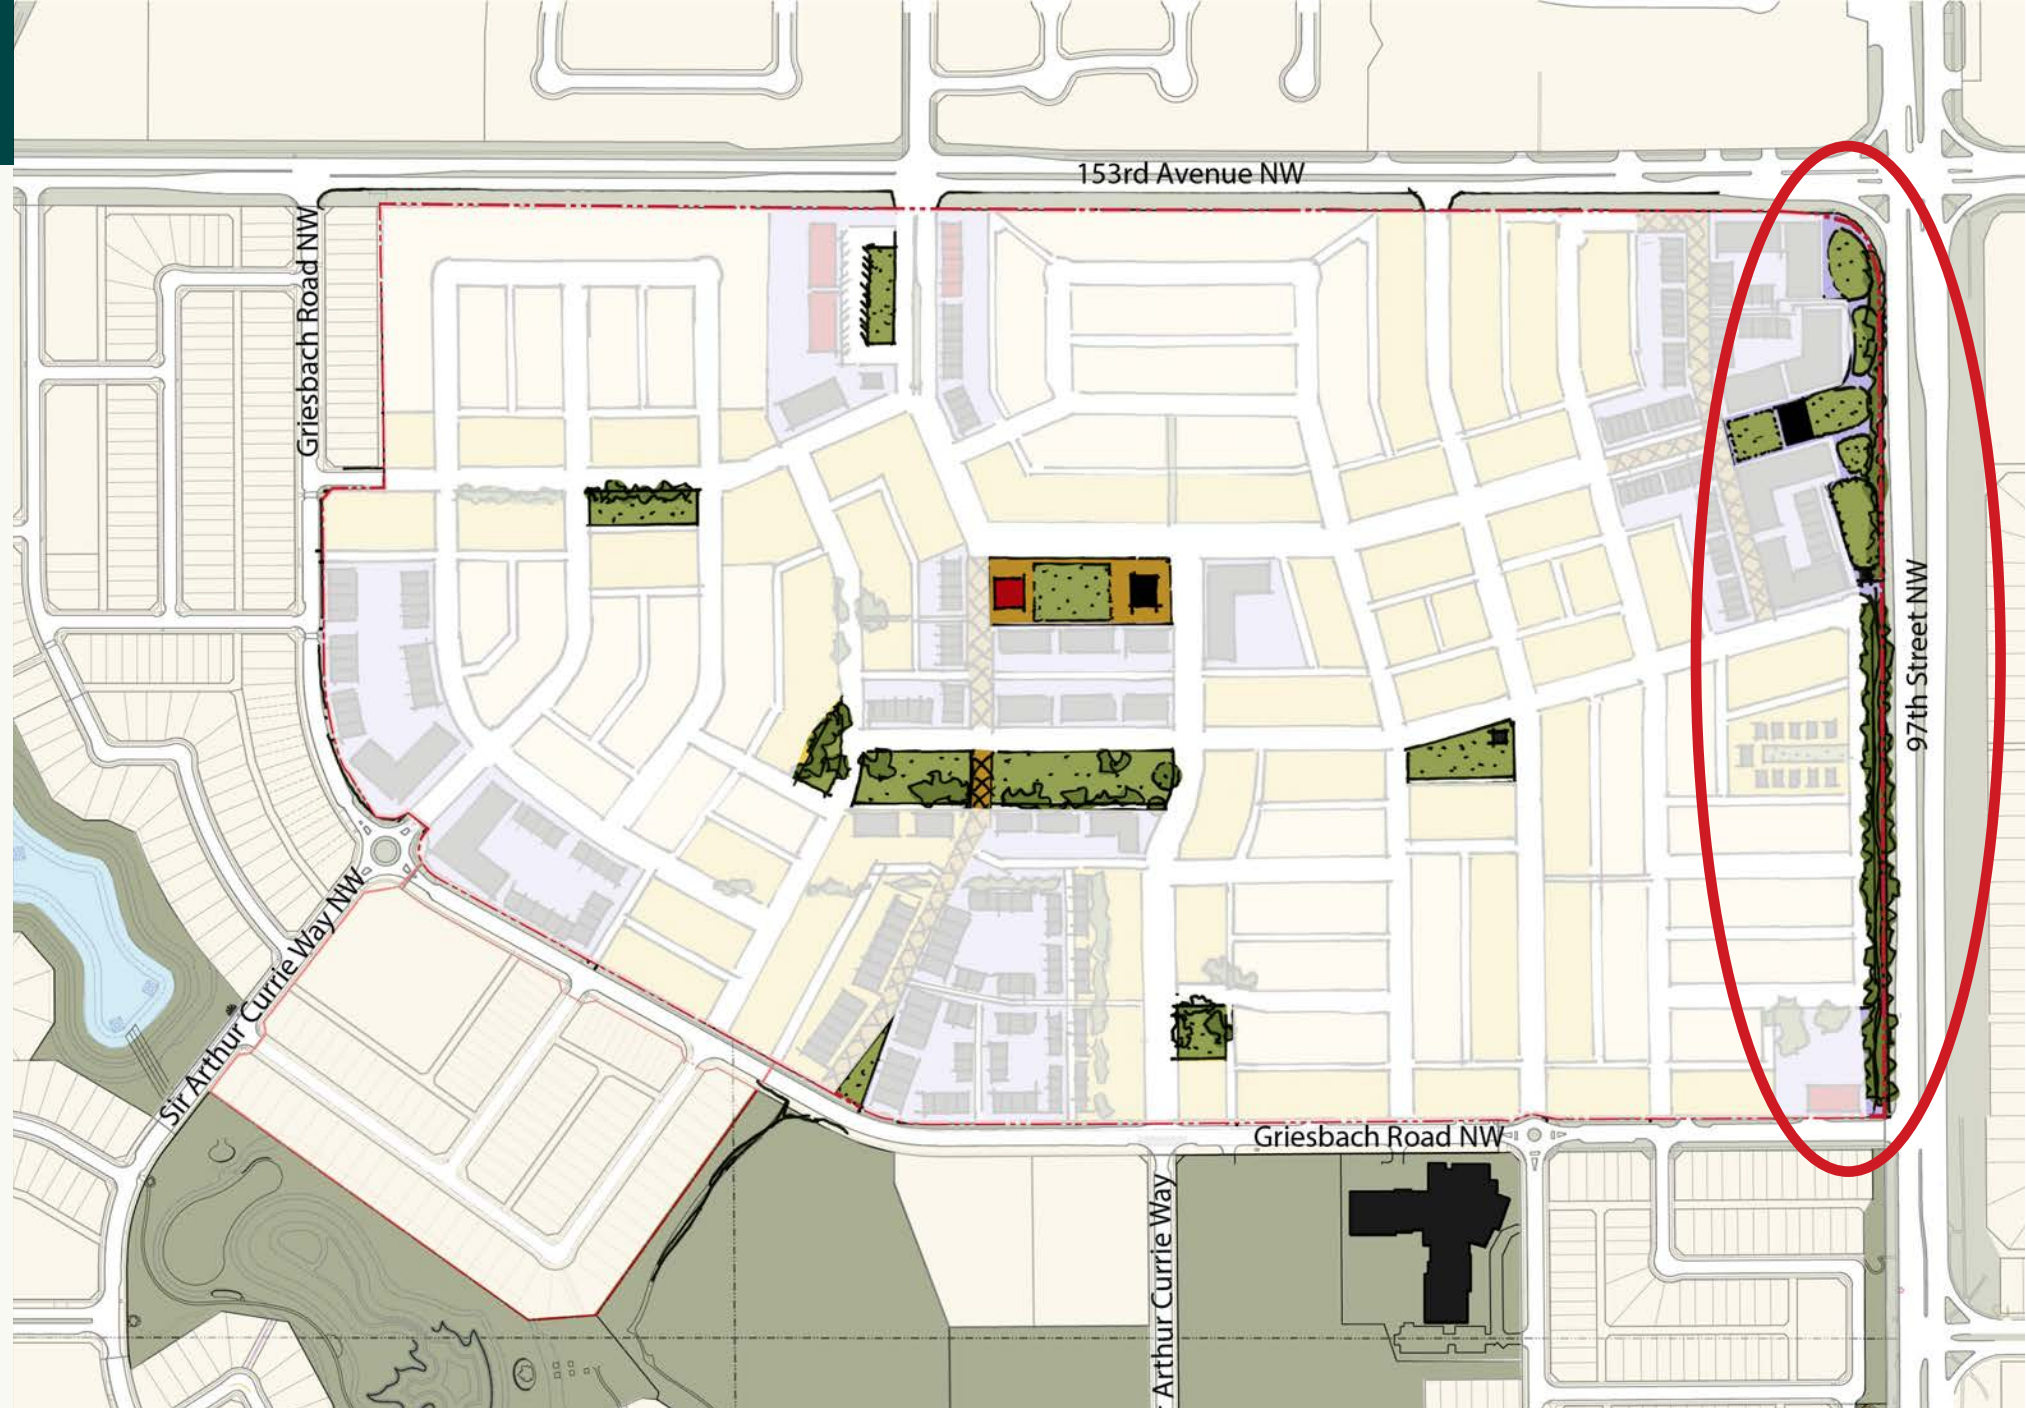 153rd Avenue NW
Griesbach Road NW
97th Street NW
Sir Arthur Currie Way NW
Griesbach Road NW
Arthur Currie Way